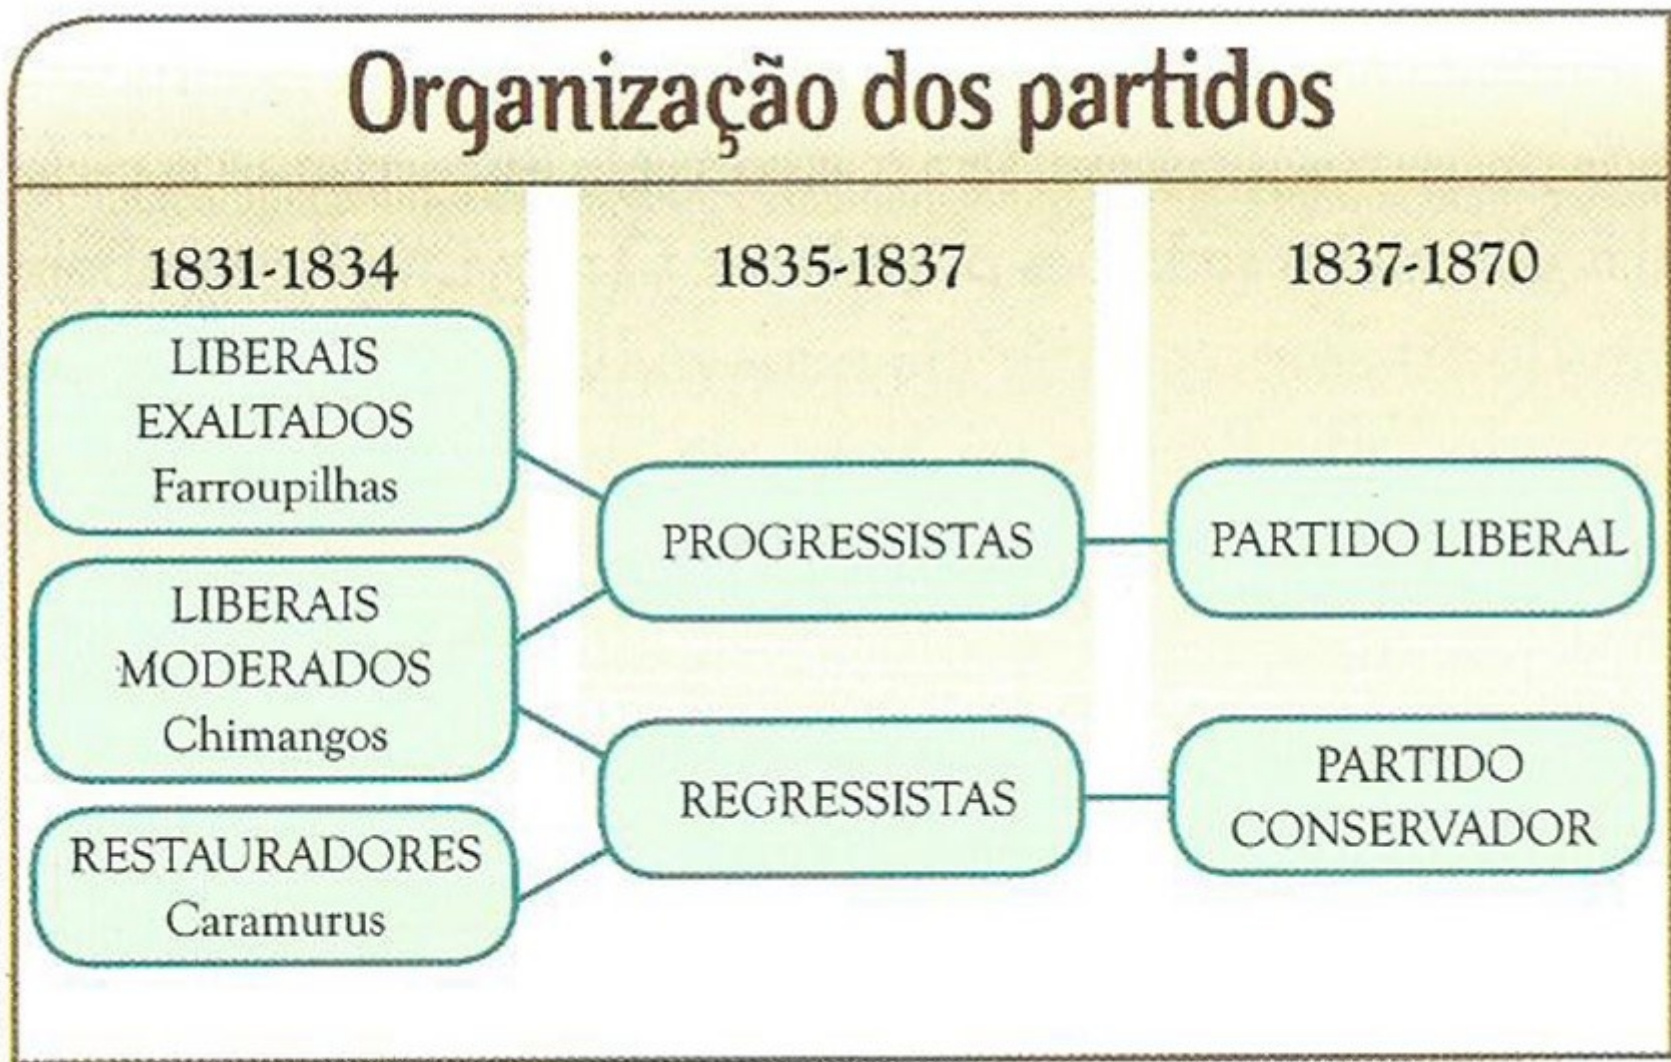 Organização dos partidos
1831-1834
LIBERAIS
EXALTADOS
Farroupilhas
LIBERAIS
MODERADOS
Chimangos
RESTAURADORES
Caramurus
1835-1837
PROGRESSISTAS
REGRESSISTAS
1837-1870
PARTIDO LIBERAL
PARTIDO
CONSERVADOR